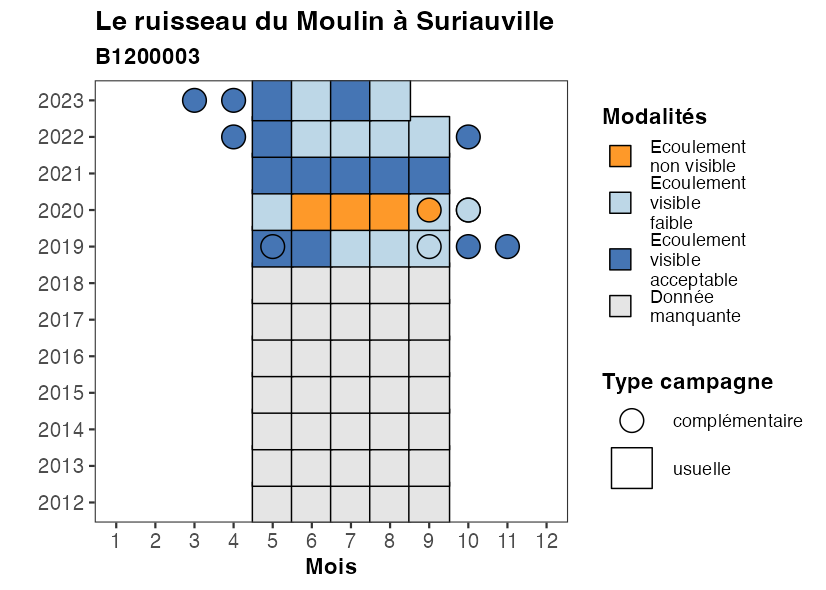 Le ruisseau du Moulin à Suriauville
B1200003
2023
2022
2021
2020
2019
2018
2017
2016
2015
2014
2013
2012
1 2 3 4 5 6 7 8 9 10 11 12
Mois
Modalités
Ecoulement
non visible
Ecoulement
visible
faible
Ecoulement
visible
acceptable
Donnée
manquante
Type campagne
complémentaire
usuelle